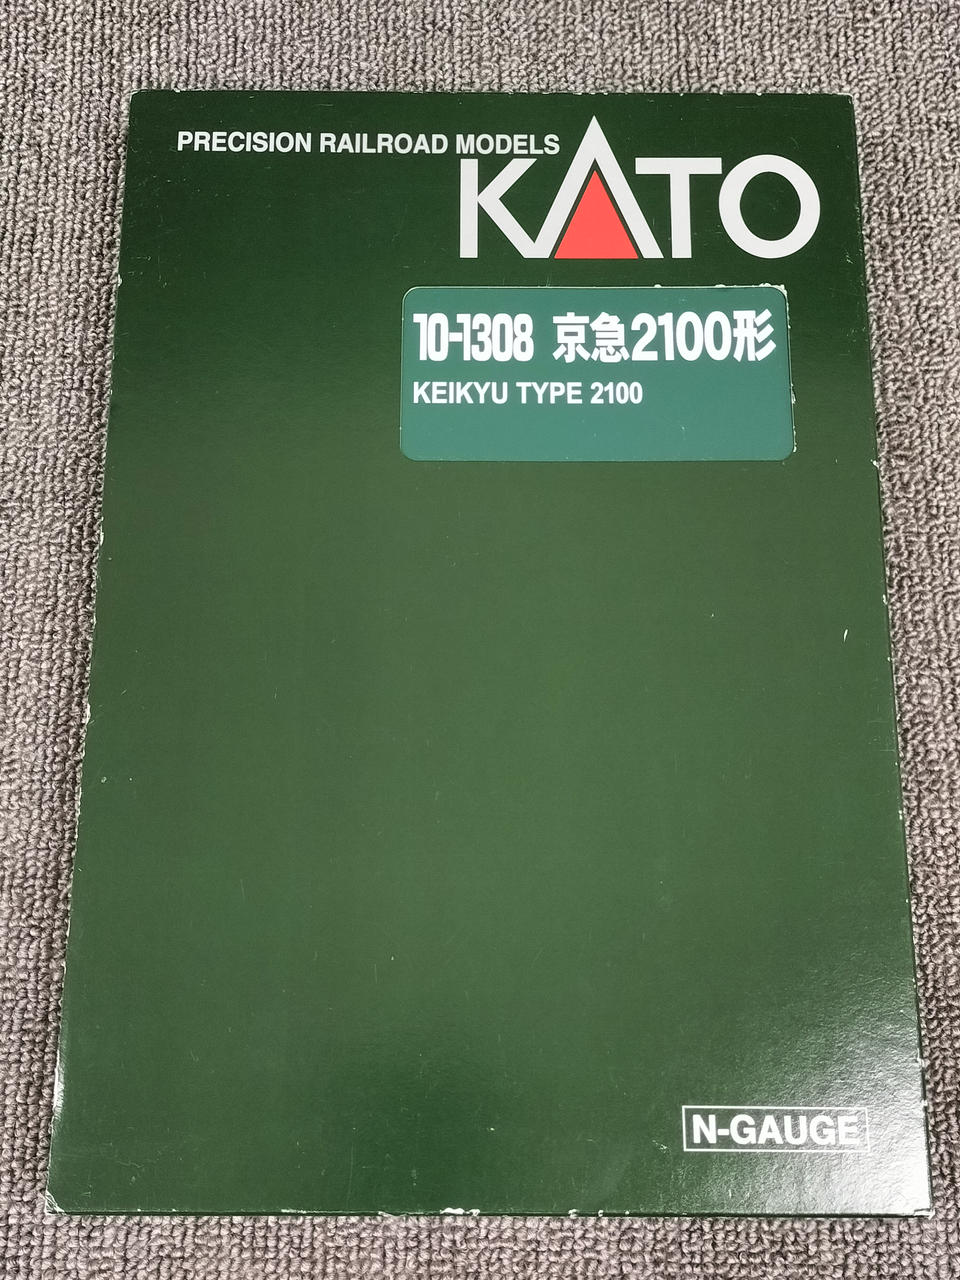 PRECISION RAILROAD MODELS
KATO
10-1308 京急2100形
KEIKYU TYPE 2100
N-GAUGE